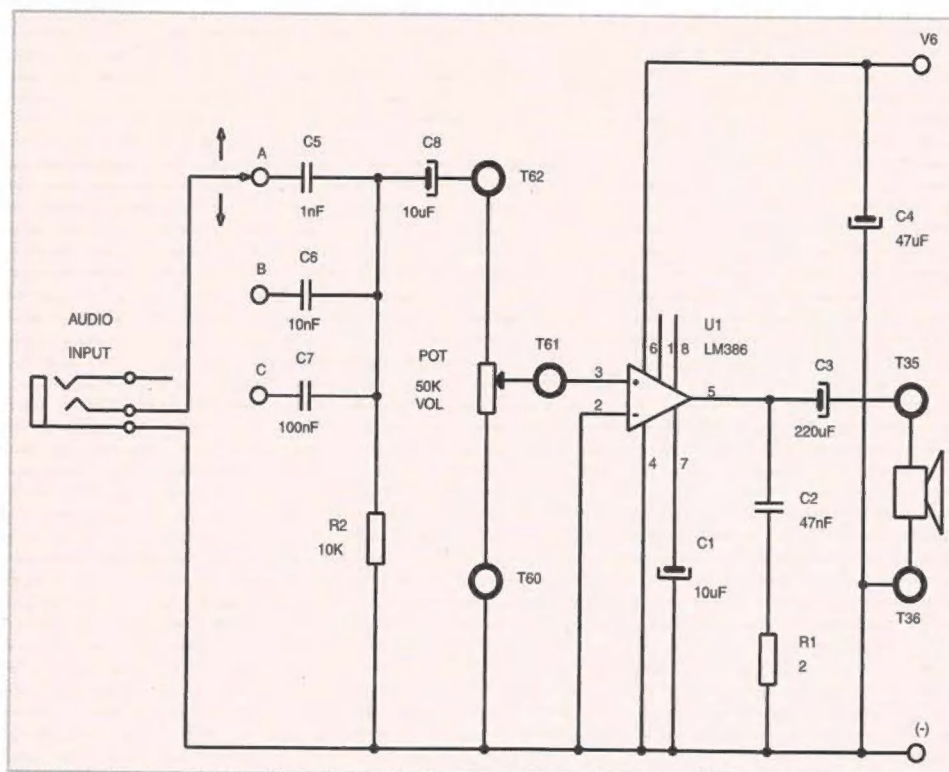 V6
A
C5
1nF
C8
10uF
T62
C4
47uF
B
C6
10nF
AUDIO
INPUT
C
C7
100nF
POT
50K
VOL
T61
3
2
+
-
6
1
8
U1
LM386
5
4
7
C3
220uF
T35
C2
47nF
R2
10K
T60
C1
10uF
T36
R1
2
(-)